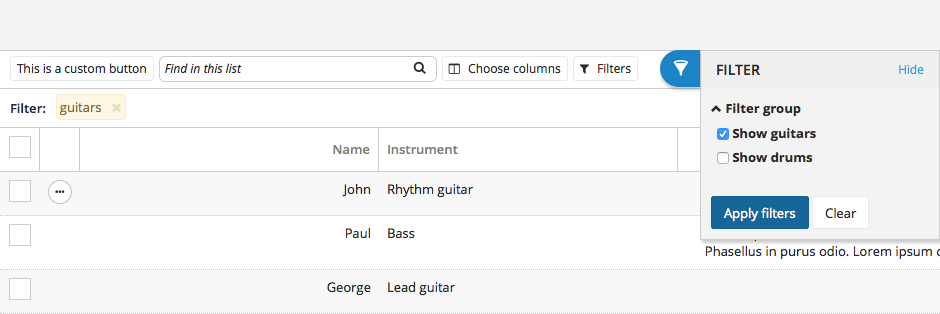 This is a custom button Find in this list Choose columns Filters FILTER Hide
Filter: guitars
Filter group
Show guitars
Show drums
Name Instrument
John Rhythm guitar
Apply filters Clear
Paul Bass
Phasellus in purus odio. Lorem ipsum
George Lead guitar